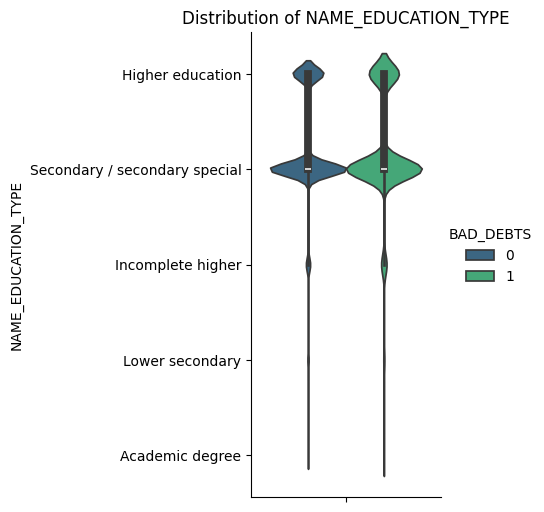 Distribution of NAME_EDUCATION_TYPE
Higher education
Secondary / secondary special
Incomplete higher
Lower secondary
Academic degree
NAME_EDUCATION_TYPE
BAD_DEBTS
0
1